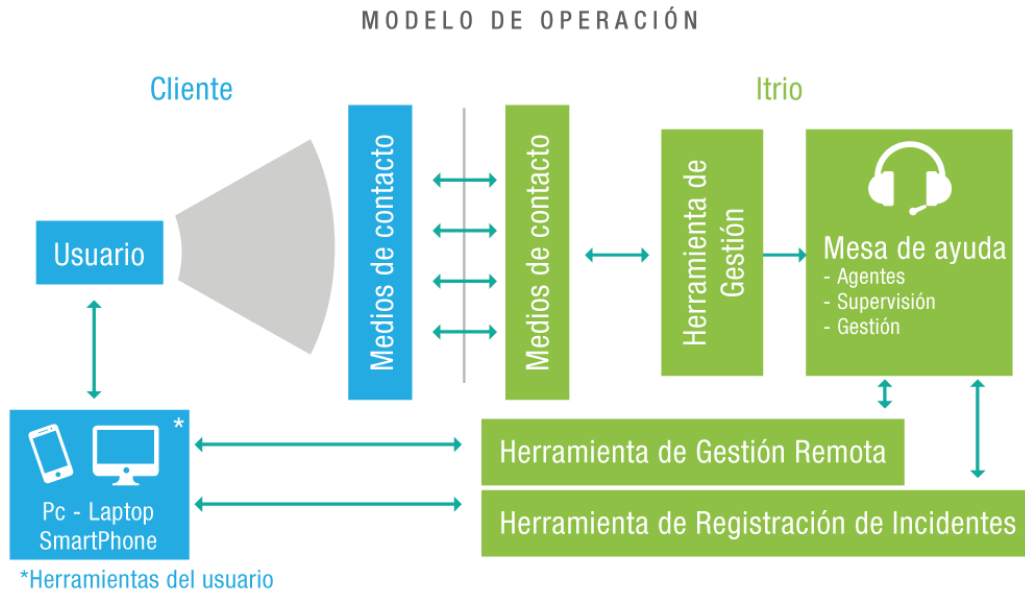 MODELO DE OPERACIÓN
Cliente
Itrio
Usuario
Medios de contacto
Medios de contacto
Herramienta de
Gestión
Mesa de ayuda
- Agentes
- Supervisión
- Gestión
*
Pc - Laptop
SmartPhone
Herramienta de Gestión Remota
Herramienta de Registración de Incidentes
*Herramientas del usuario